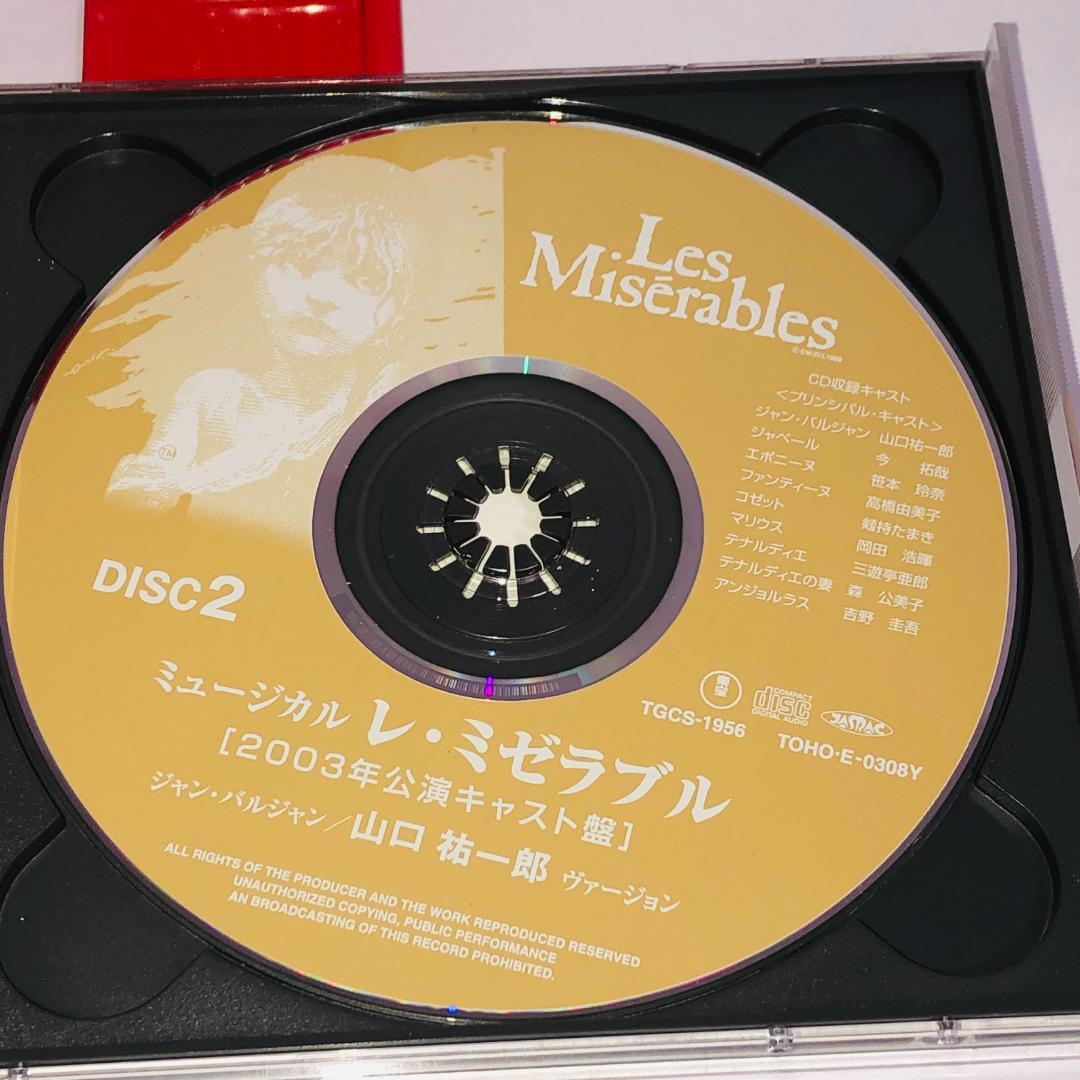 Les
Misērables
TM
CD収録キャスト
<プリンシパル・キャスト>
ジャン・バルジャン 山口祐一郎
ジャベール 今 拓哉
エポニーヌ 笹本 玲奈
ファンティーヌ 高橋由美子
コゼット 剱持たまき
マリウス 岡田 浩暉
テナルディエ 三遊亭亜郎
テナルディエの妻 森 公美子
アンジョルラス 吉野 圭吾
DISC2
東宝
COMPACT
disc
DIGITAL AUDIO
JASRAC
TGCS-1956
TOHO・E-0308Y
ミュージカル レ・ミゼラブル
[2003年公演キャスト盤]
ジャン・バルジャン/山口 祐一郎 ヴァージョン
ALL RIGHTS OF THE PRODUCER AND THE WORK REPRODUCED RESERVED
UNAUTHORIZED COPYING, PUBLIC PERFORMANCE
AN BROADCASTING OF THIS RECORD PROHIBITED.